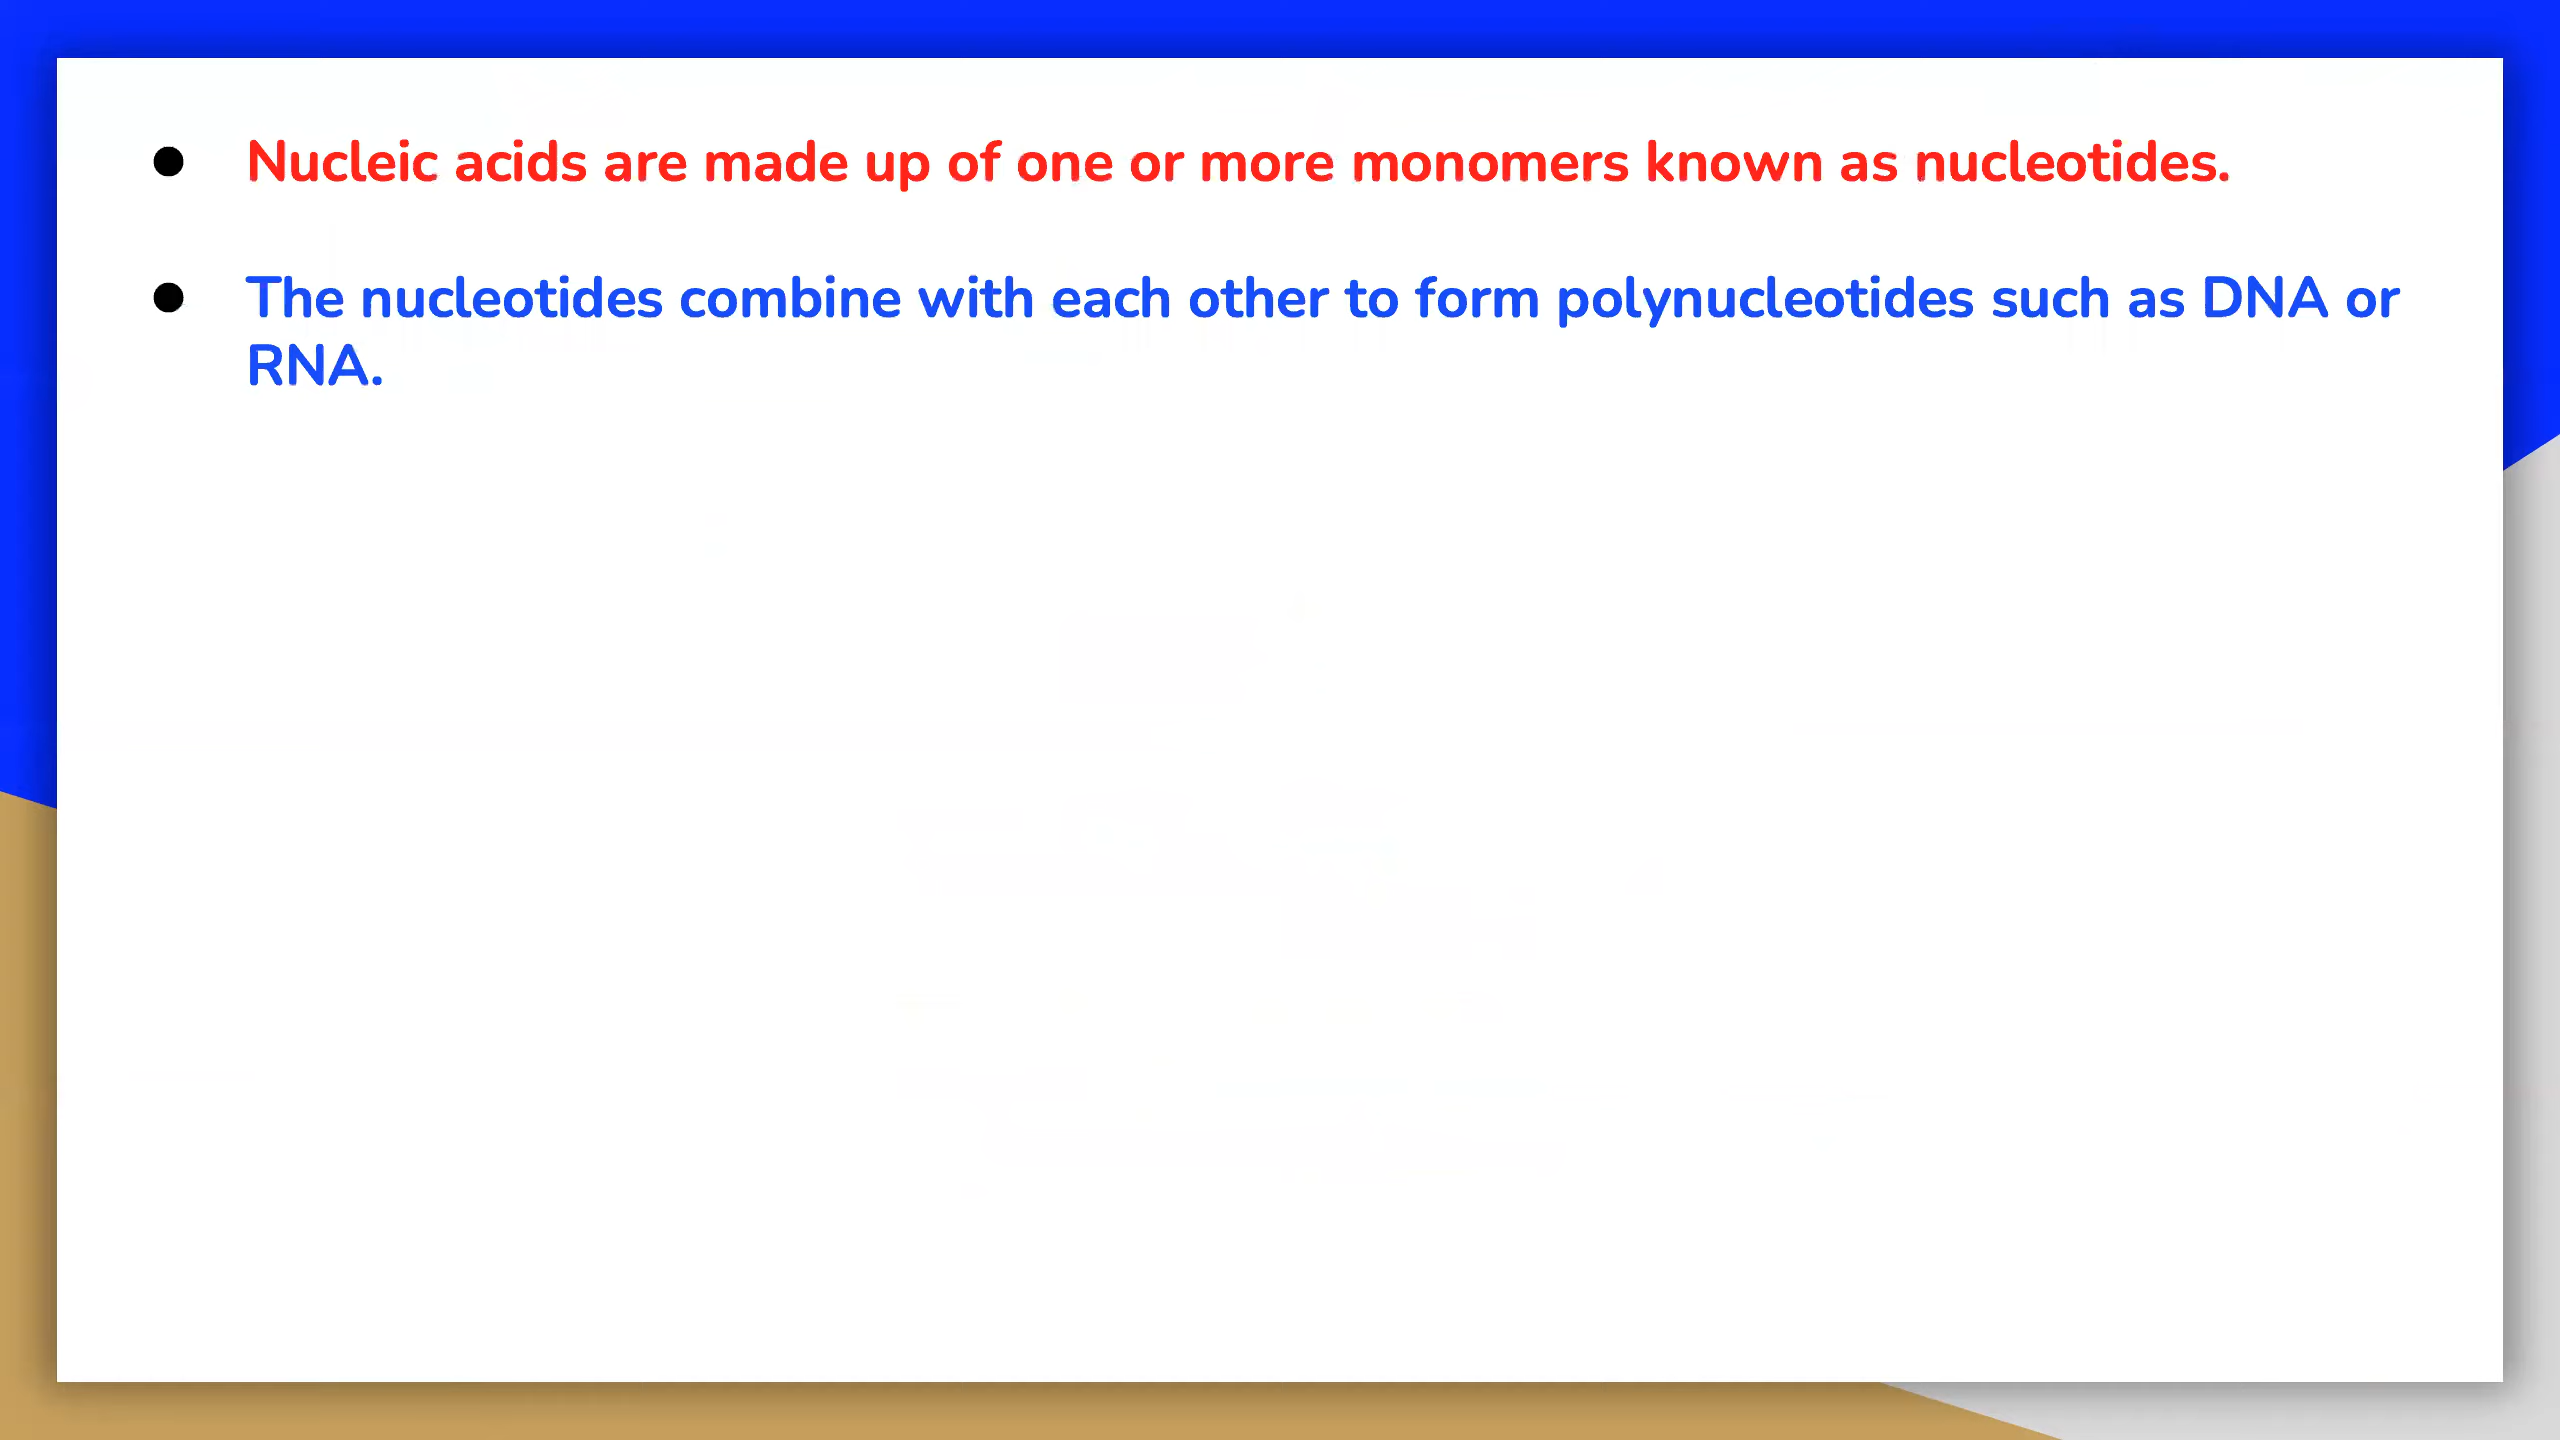 ● Nucleic acids are made up of one or more monomers known as nucleotides.
● The nucleotides combine with each other to form polynucleotides such as DNA or
RNA.